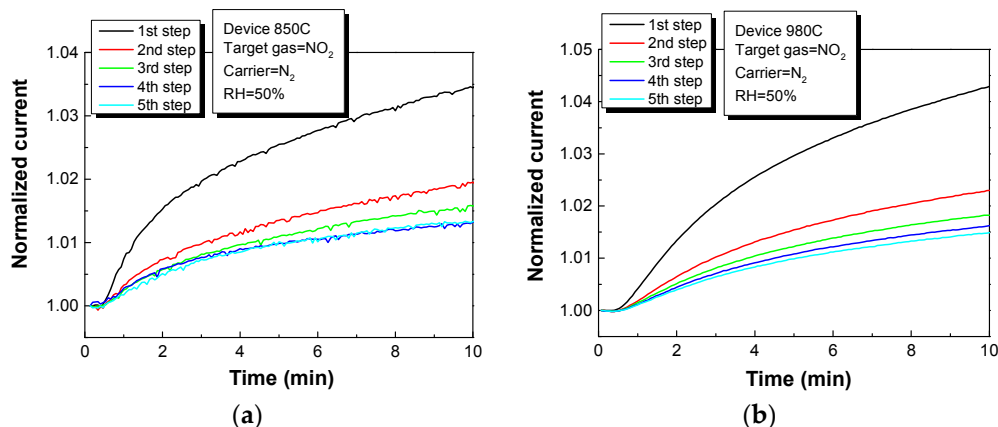 1st step
2nd step
3rd step
4th step
5th step
Device 850C
Target gas=NO₂
Carrier=N₂
RH=50%
1.04
1.03
1.02
1.01
1.00
Normalized current
0
2
4
6
8
10
Time (min)
(a)
1st step
2nd step
3rd step
4th step
5th step
Device 980C
Target gas=NO₂
Carrier=N₂
RH=50%
1.05
1.04
1.03
1.02
1.01
1.00
Normalized current
0
2
4
6
8
10
Time (min)
(b)